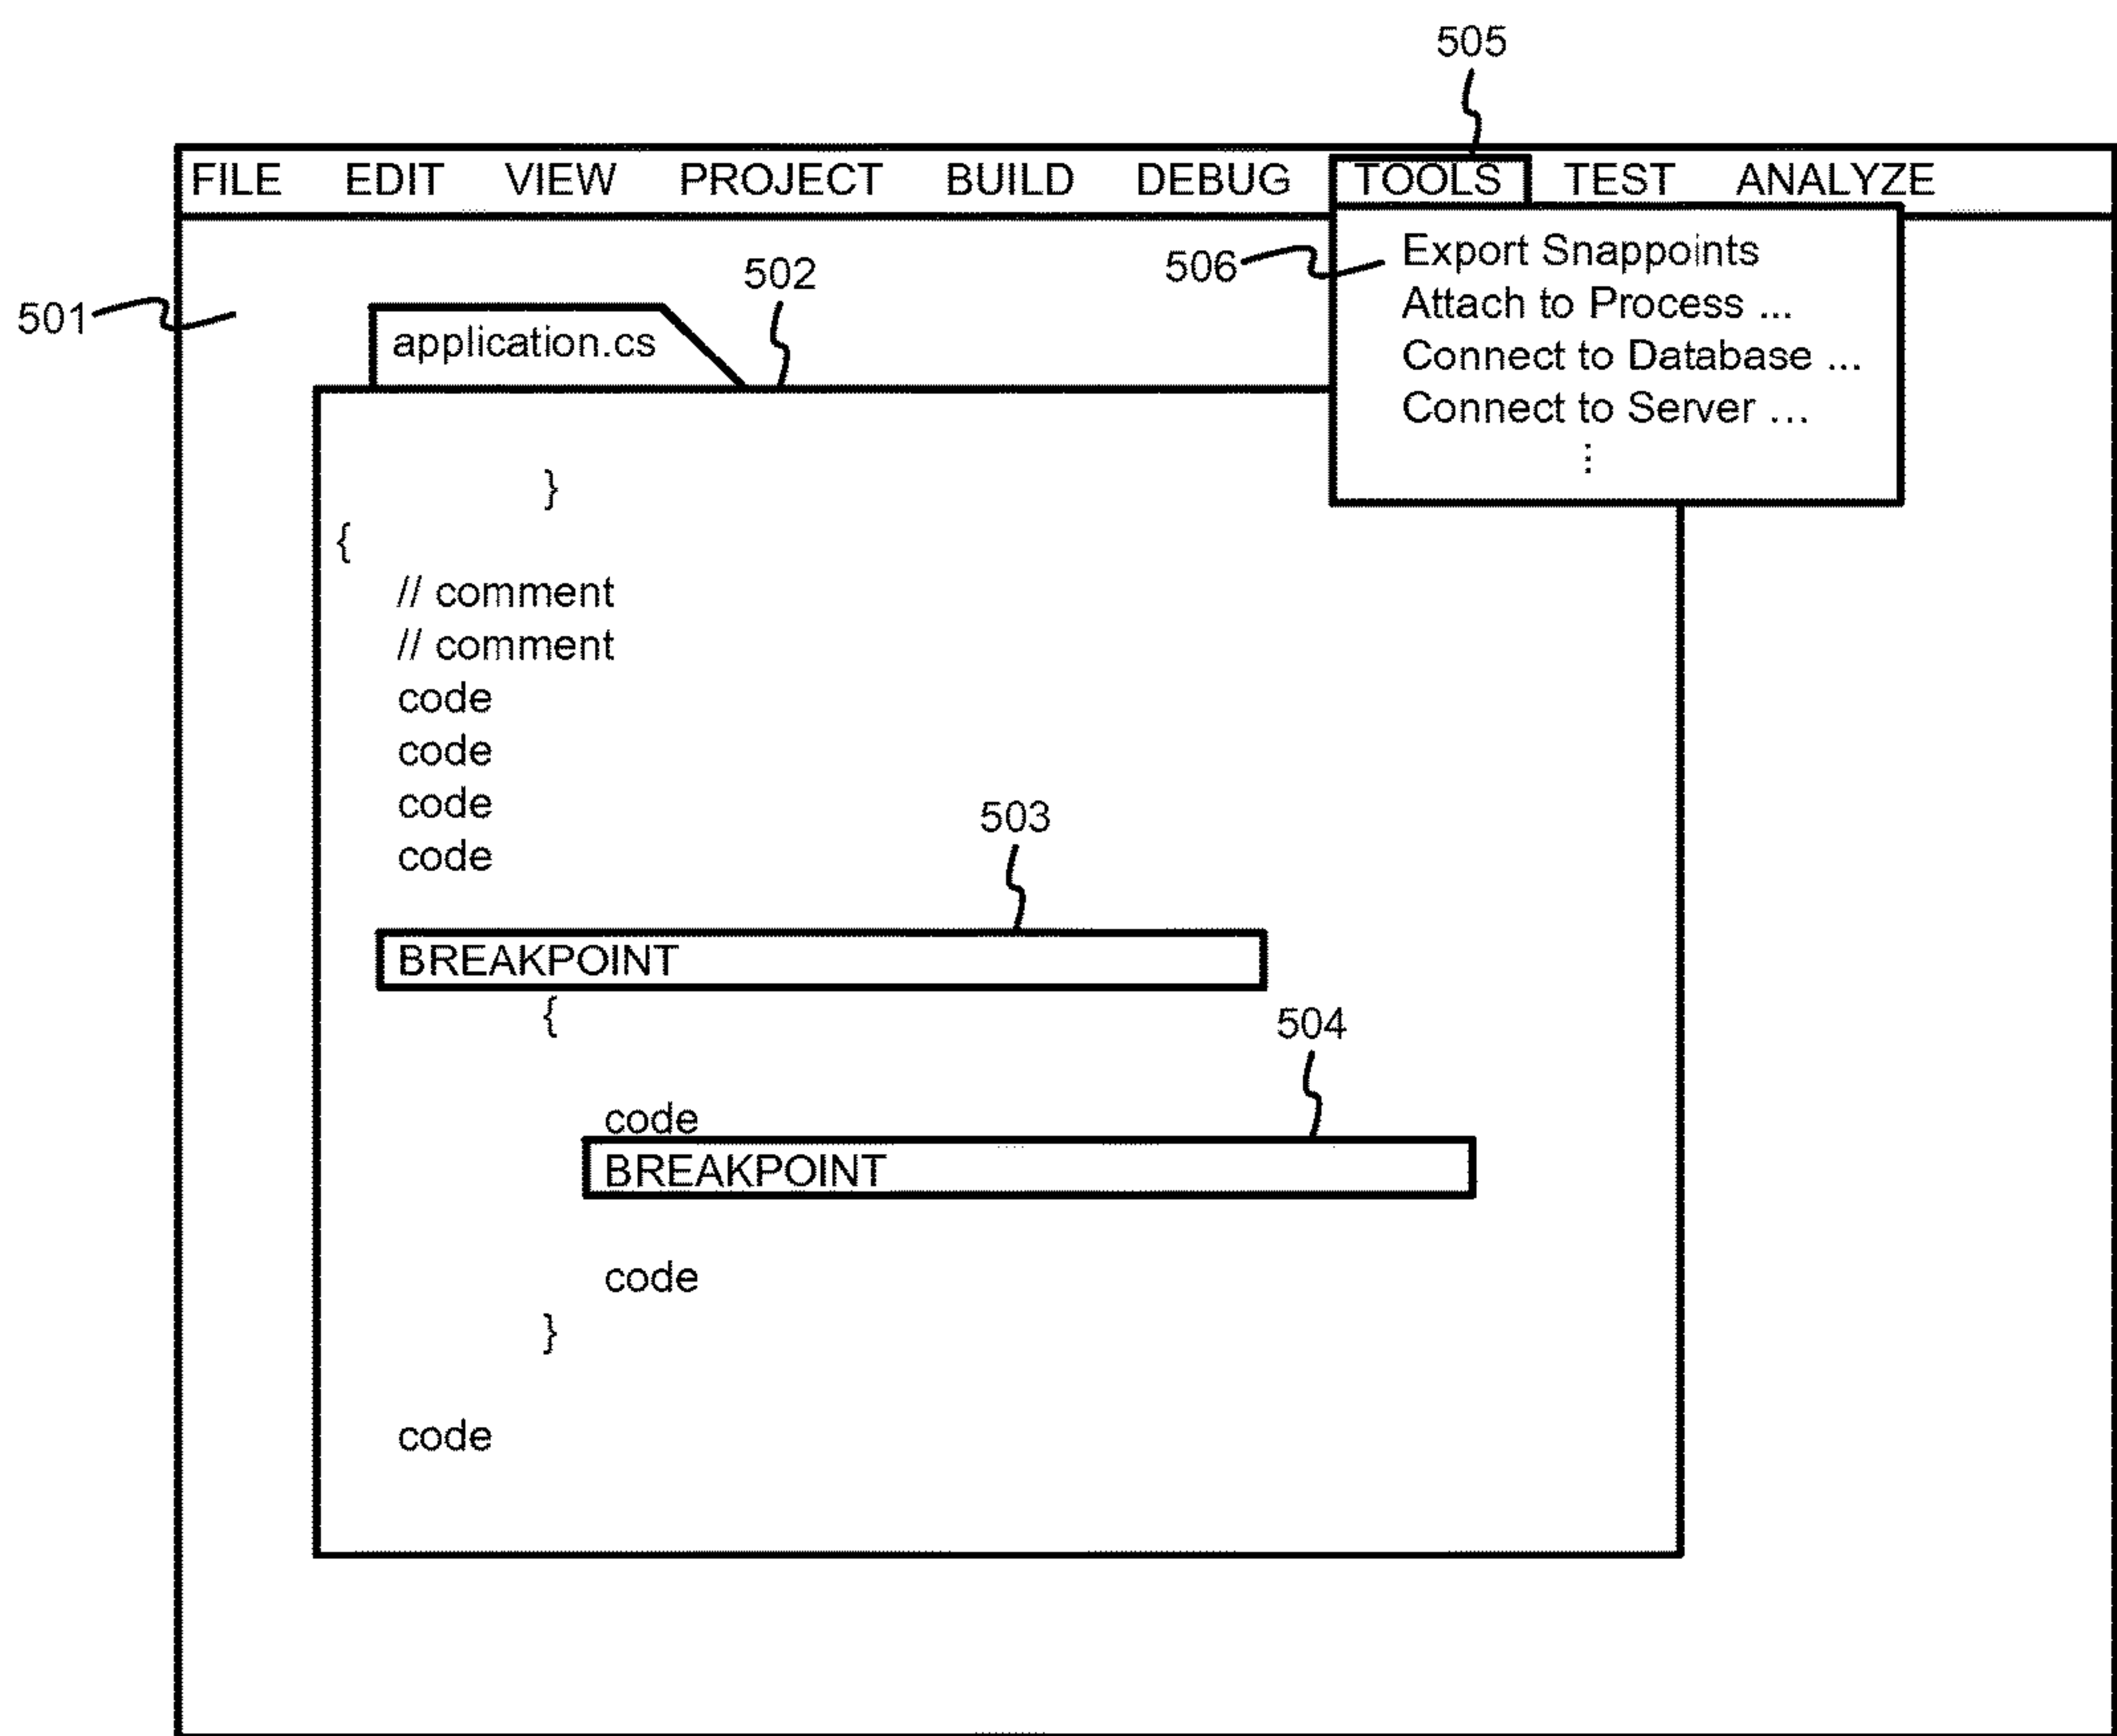 505
FILE EDIT VIEW PROJECT BUILD DEBUG TOOLS TEST ANALYZE
506 Export Snappoints
Attach to Process ...
Connect to Database ...
Connect to Server ...
⋮
501
502
application.cs
}
{
// comment
// comment
code
code
code
code
503
BREAKPOINT
{
504
code
BREAKPOINT
code
}
code